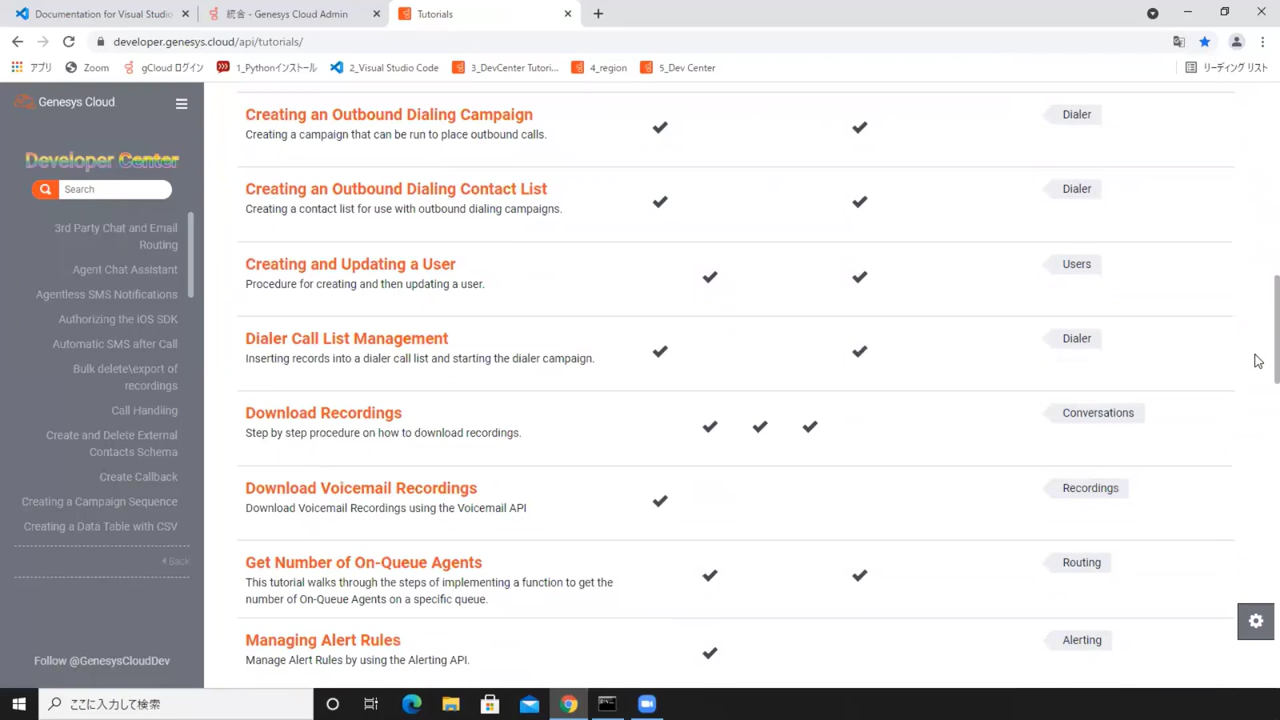 Documentation for Visual Studio
統合 - Genesys Cloud Admin
Tutorials
developer.genesys.cloud/api/tutorials/
アプリ
Zoom
gCloud ログイン
1_Pythonインストール
2_Visual Studio Code
3_DevCenter Tutori...
4_region
5_Dev Center
リーディング リスト
Genesys Cloud
Developer Center
Search
3rd Party Chat and Email
Routing
Agent Chat Assistant
Agentless SMS Notifications
Authorizing the iOS SDK
Automatic SMS after Call
Bulk delete\export of
recordings
Call Handling
Create and Delete External
Contacts Schema
Create Callback
Creating a Campaign Sequence
Creating a Data Table with CSV
Back
Follow @GenesysCloudDev
Creating an Outbound Dialing Campaign
Creating a campaign that can be run to place outbound calls.
Dialer
Creating an Outbound Dialing Contact List
Creating a contact list for use with outbound dialing campaigns.
Dialer
Creating and Updating a User
Procedure for creating and then updating a user.
Users
Dialer Call List Management
Inserting records into a dialer call list and starting the dialer campaign.
Dialer
Download Recordings
Step by step procedure on how to download recordings.
Conversations
Download Voicemail Recordings
Download Voicemail Recordings using the Voicemail API
Recordings
Get Number of On-Queue Agents
This tutorial walks through the steps of implementing a function to get the
number of On-Queue Agents on a specific queue.
Routing
Managing Alert Rules
Manage Alert Rules by using the Alerting API.
Alerting
ここに入力して検索